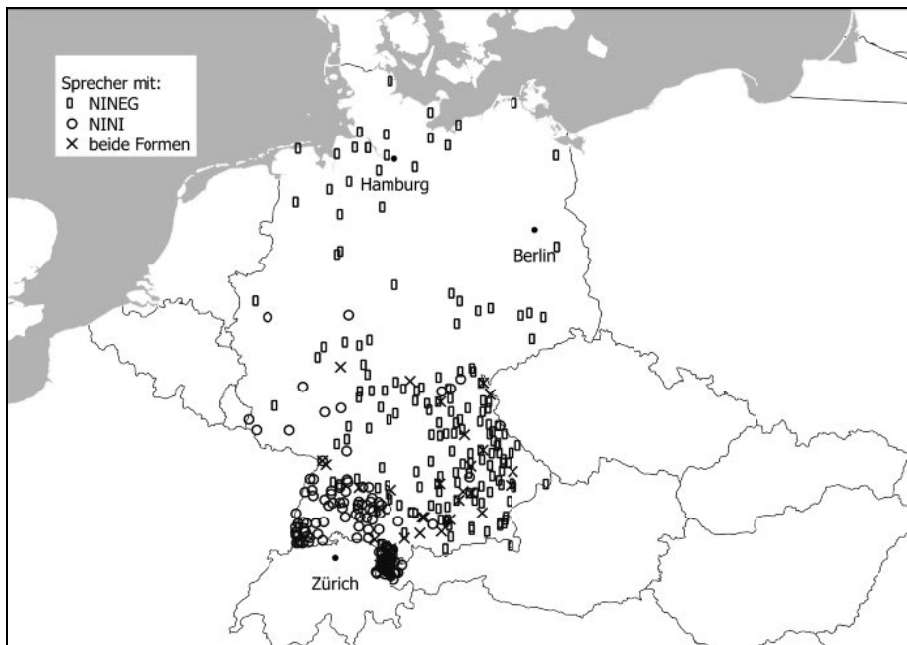 Sprecher mit:
NINEG
NINI
beide Formen
Hamburg
Berlin
Zürich